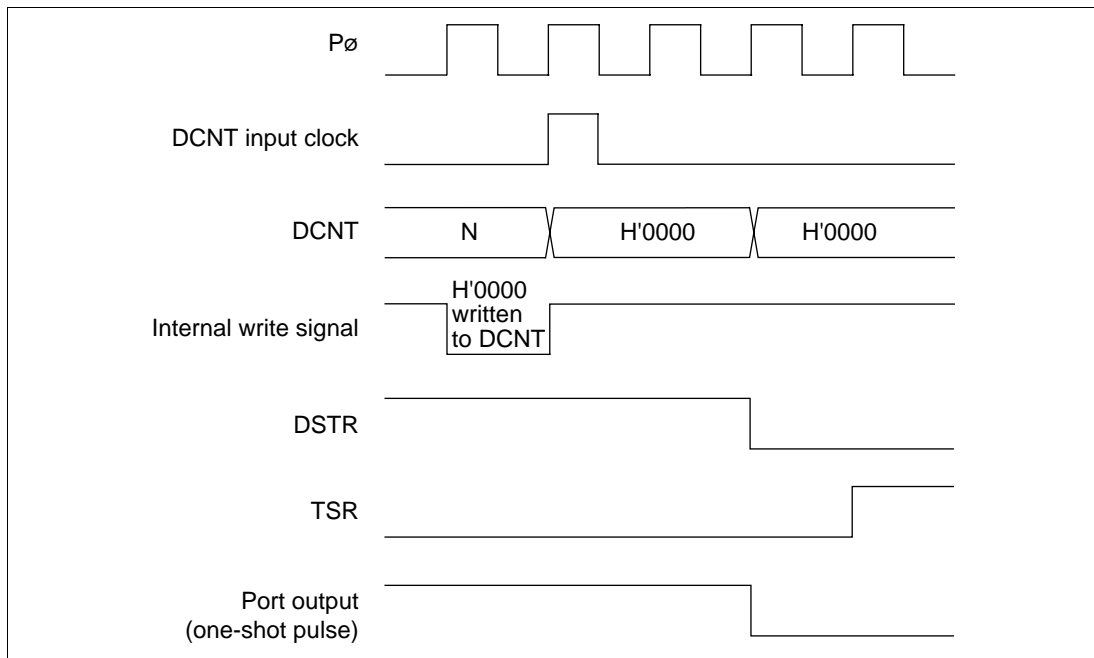 Pø
DCNT input clock
DCNT
N
H'0000
H'0000
H'0000
written
to DCNT
Internal write signal
DSTR
TSR
Port output
(one-shot pulse)